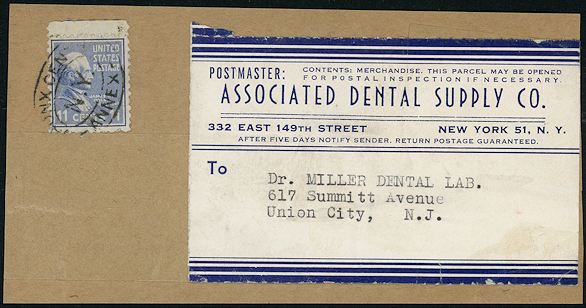 UNITED
STATES
POSTAGE
11
POSTMASTER: CONTENTS: MERCHANDISE. THIS PARCEL MAY BE OPENED
FOR POSTAL INSPECTION IF NECESSARY.
ASSOCIATED DENTAL SUPPLY CO.
332 EAST 149TH STREET NEW YORK 51, N. Y.
AFTER FIVE DAYS NOTIFY SENDER. RETURN POSTAGE GUARANTEED.
To
Dr. MILLER DENTAL LAB.
617 Summitt Avenue
Union City, N.J.